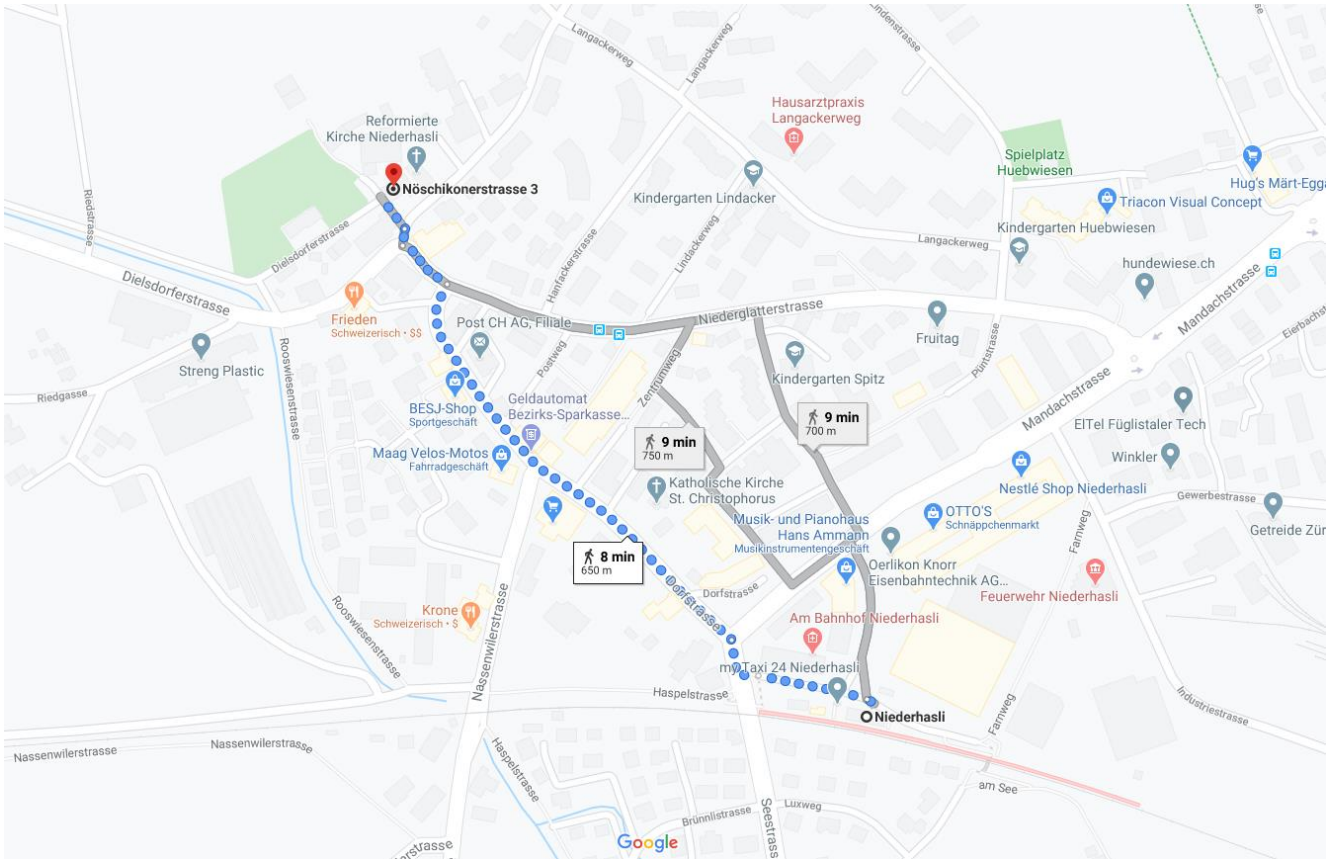 Langackerweg
Langackerweg
Lindenstrasse
Hausarztpraxis
Langackerweg
Reformierte
Kirche Niederhasli
Spielplatz
Huebwiesen
Hug's Märt-Egga
Nöschikonerstrasse 3
Kindergarten Lindacker
Triacon Visual Concept
Riedstrasse
Kindergarten Huebwiesen
Langackerweg
Dielsdorferstrasse
Hanfackerstrasse
Lindackerweg
hundewiese.ch
Dielsdorferstrasse
Mandachstrasse
Niederglatterstrasse
Eierbachst
Frieden
Schweizerisch • $$
Post CH AG, Filiale
Fruitag
Rooswiesenstrasse
Streng Plastic
Postweg
Kindergarten Spitz
Püntstrasse
Zentrumweg
Mandachstrasse
Riedgasse
BESJ-Shop
Sportgeschäft
Geldautomat
Bezirks-Sparkasse...
9 min
700 m
ElTel Füglistaler Tech
9 min
750 m
Maag Velos-Motos
Fahrradgeschäft
Winkler
Katholische Kirche
St. Christophorus
Nestlé Shop Niederhasli
Gewerbestrasse
Musik- und Pianohaus
Hans Ammann
Musikinstrumentengeschäft
OTTO'S
Schnäppchenmarkt
Getreide Zür
Farnweg
8 min
650 m
Oerlikon Knorr
Eisenbahntechnik AG...
Dorfstrasse
Dorfstrasse
Feuerwehr Niederhasli
Krone
Schweizerisch • $
Rooswiesenstrasse
Am Bahnhof Niederhasli
Nassenwilerstrasse
my Taxi 24 Niederhasli
Haspelstrasse
Niederhasli
Industriestrasse
Farnweg
Nassenwilerstrasse
Nassenwilerstrasse
Haspelstrasse
am See
Luxweg
Brünnlistrasse
Seestrass
Google
lerstrasse